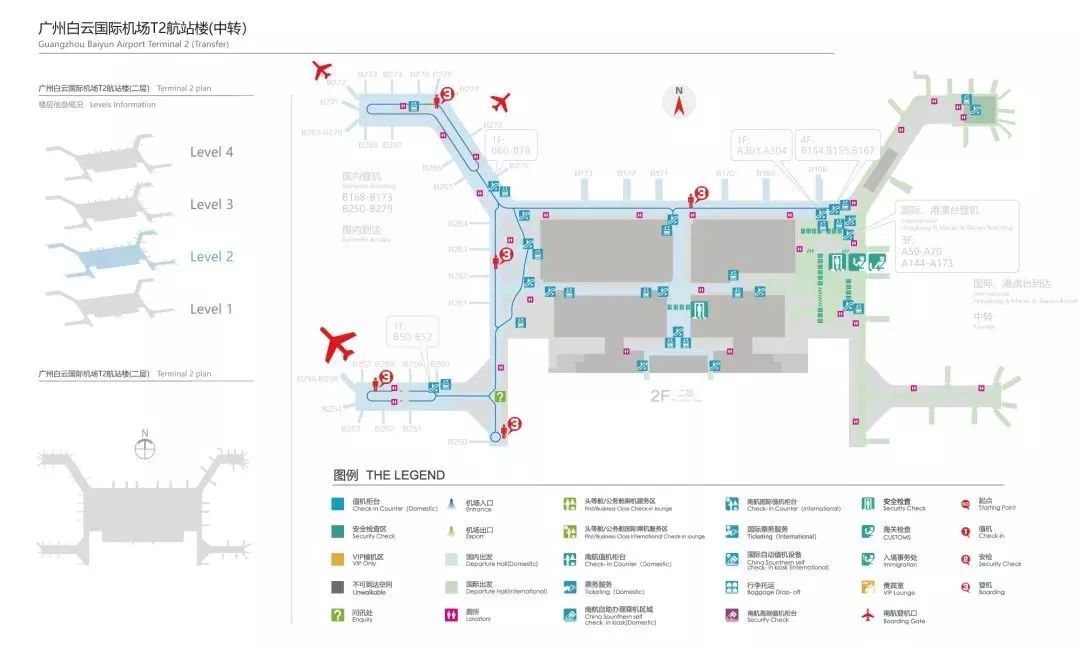 广州白云国际机场T2航站楼(中转)
Guangzhou Baiyun Airport Terminal 2 (Transfer)
广州白云国际机场T2航站楼(二层) Terminal 2 plan
楼层信息概况 Levels Information
Level 4
Level 3
Level 2
Level 1
广州白云国际机场T2航站楼(二层) Terminal 2 plan
N
N
B272
B273
B274
B275
B276
B277
B271
B269 B270
B268
B267
B278
B266
B265
1F:
B60-B78
B279
国内登机
Domestic Boarding
B168-B173
B250-B279
国内到达
Domestic Arrivals
B173
B172
B171
B170
B169
B168
1F:
A303,A304
4F:
B154,B155,B167
国际、港澳台登机
International
Hongkong & Macau & Taiwan Boarding
3F:
A50-A70
A144-A173
国际、港澳台到达
International
Hongkong & Macau & Taiwan Arrival
中转
Transfer
B264
B263
B262
B261
1F:
B50-B52
B257
B258
B259
B260
B255 B256
B254
B253
B252
B251
B250
3
3
3
3
3
?
2F 二层
图例 THE LEGEND
值机柜台
Check-in Counter (Domestic)
安全检查区
Security Check
VIP候机区
VIP Only
不可到达空间
Unwalkable
?
问讯处
Enquiry
机场入口
Entrance
机场出口
Export
国内出发
Departure Hall(Domestic)
国际出发
Departure Hall(International)
厕所
Lavatory
头等舱/公务舱乘机服务区
First/Business Class Check-in lounge
头等舱/公务舱国际乘机服务区
First/Business Class International Check-in lounge
南航值机柜台
Check-in Counter (Domestic)
票务服务
Ticketing (Domestic)
南航自助办理乘机区域
China Sounthern self
check-in kiosk(Domestic)
南航国际值机柜台
Check-in Counter (International)
国际票务服务
Ticketing (International)
国际自动值机设备
China Sounthern self
check-in kiosk (International)
行李托运
Baggage Drop-off
南航高端值机柜台
Security Check
安全检查
Security Check
海关检查
CUSTOMS
入境事务处
Immigration
贵宾室
VIP Lounge
南航登机口
Boarding Gate
起点
Starting Point
1
值机
Check-in
2
安检
Security Check
3
登机
Boarding